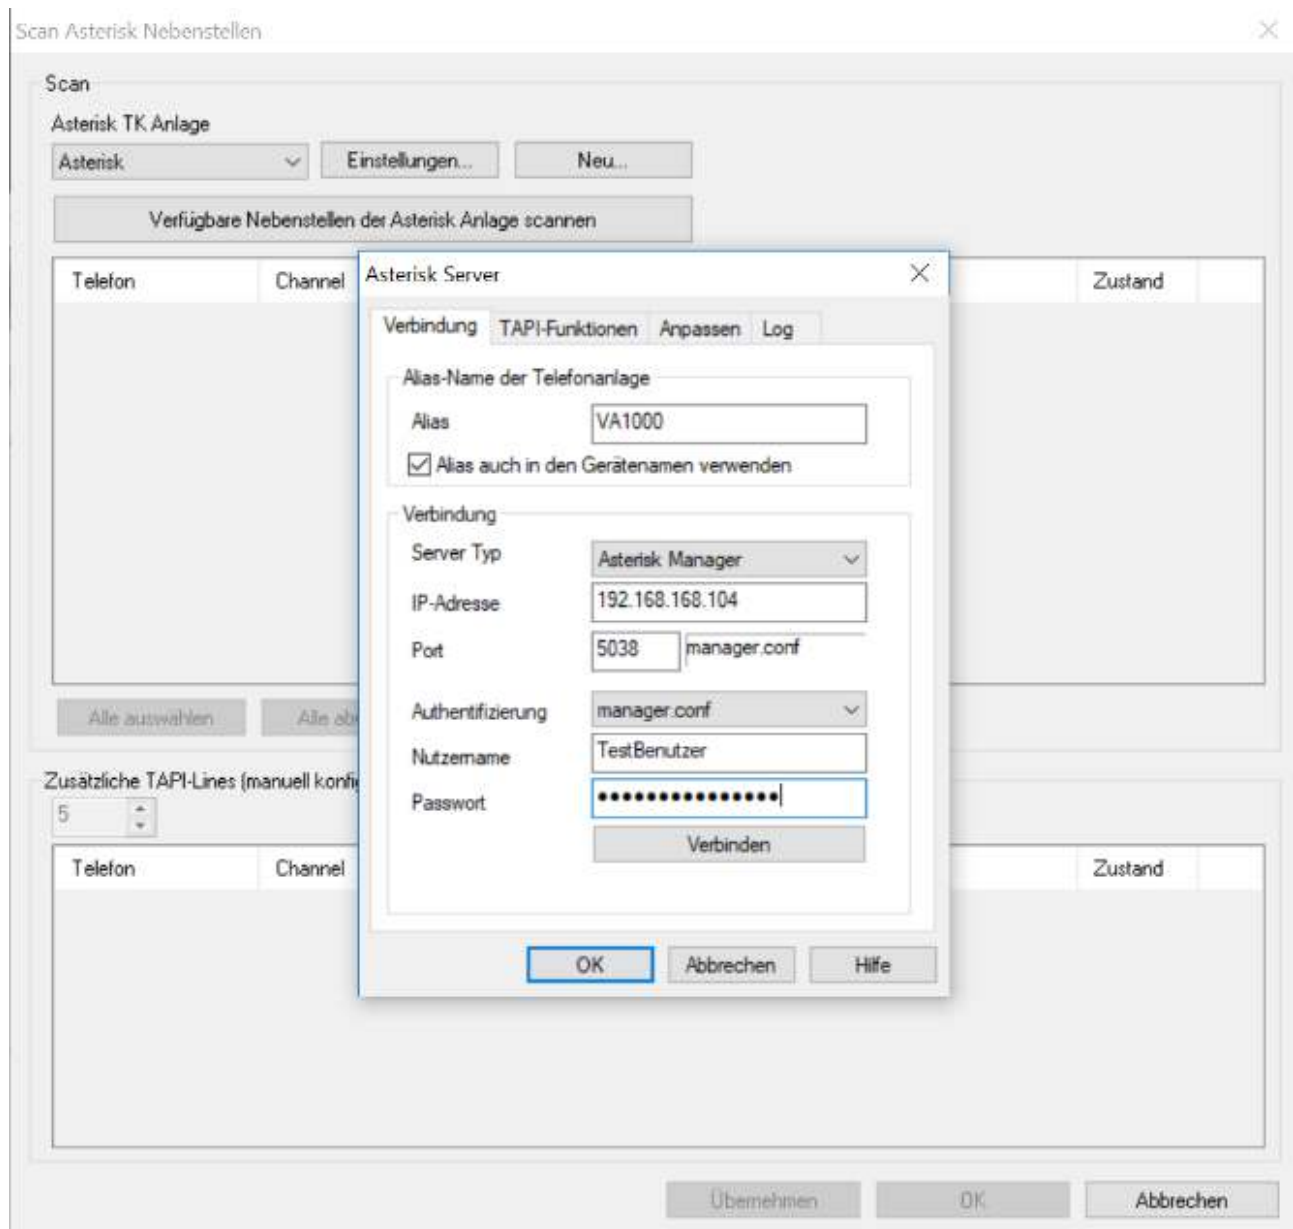 Scan Asterisk Nebenstellen
Scan
Asterisk TK Anlage
Asterisk
Einstellungen...
Neu...
Verfügbare Nebenstellen der Asterisk Anlage scannen
Telefon
Channel
Zustand
Asterisk Server
Verbindung
TAPI-Funktionen
Anpassen
Log
Alias-Name der Telefonanlage
Alias
VA1000
Alias auch in den Gerätenamen verwenden
Verbindung
Server Typ
Asterisk Manager
IP-Adresse
192.168.168.104
Port
5038
manager.conf
Authentifizierung
manager.conf
Nutzername
TestBenutzer
Passwort
Verbinden
OK
Abbrechen
Hilfe
Alle auswählen
Alle
Zusätzliche TAPI-Lines (manuell
5
Telefon
Channel
Zustand
Übernehmen
OK
Abbrechen